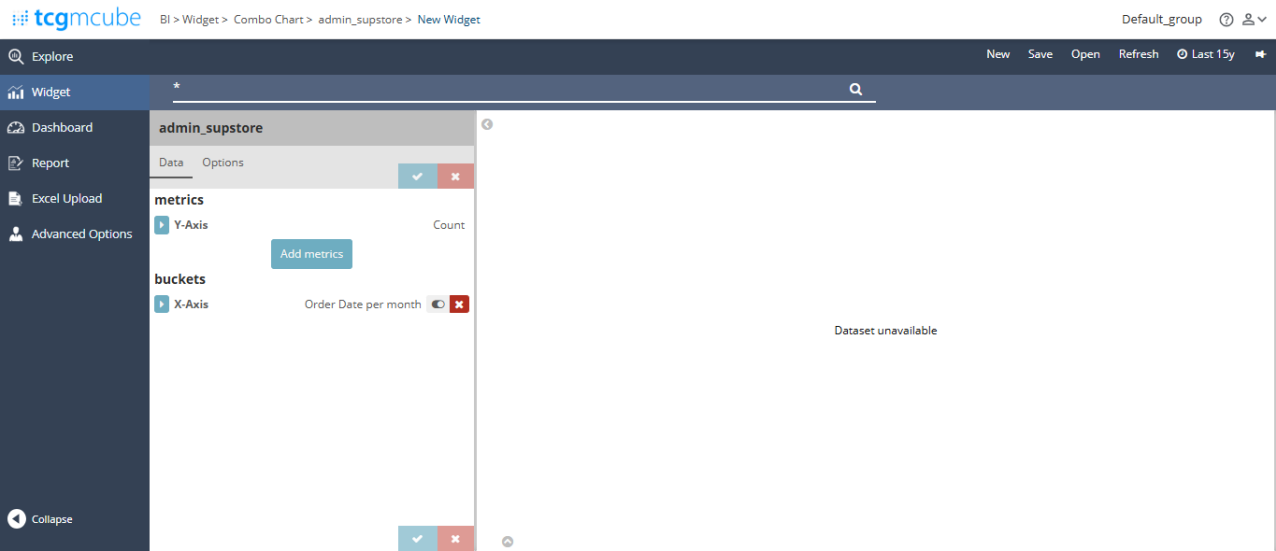 tcgmcube
BI > Widget > Combo Chart > admin_supstore > New Widget
Default_group
Explore
New Save Open Refresh Last 15y
Widget
*
Dashboard
admin_supstore
Report
Data Options
Excel Upload
metrics
Y-Axis Count
Advanced Options
Add metrics
buckets
X-Axis Order Date per month
Dataset unavailable
Collapse